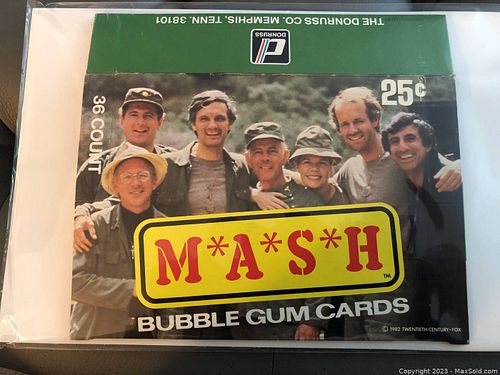 THE DONRUSS CO. MEMPHIS, TENN. 38101
DONRUSS
36 COUNT
25¢
M*A*S*H
TM
BUBBLE GUM CARDS
© 1982 TWENTIETH CENTURY-FOX
Copyright 2023 - MaxSold.com